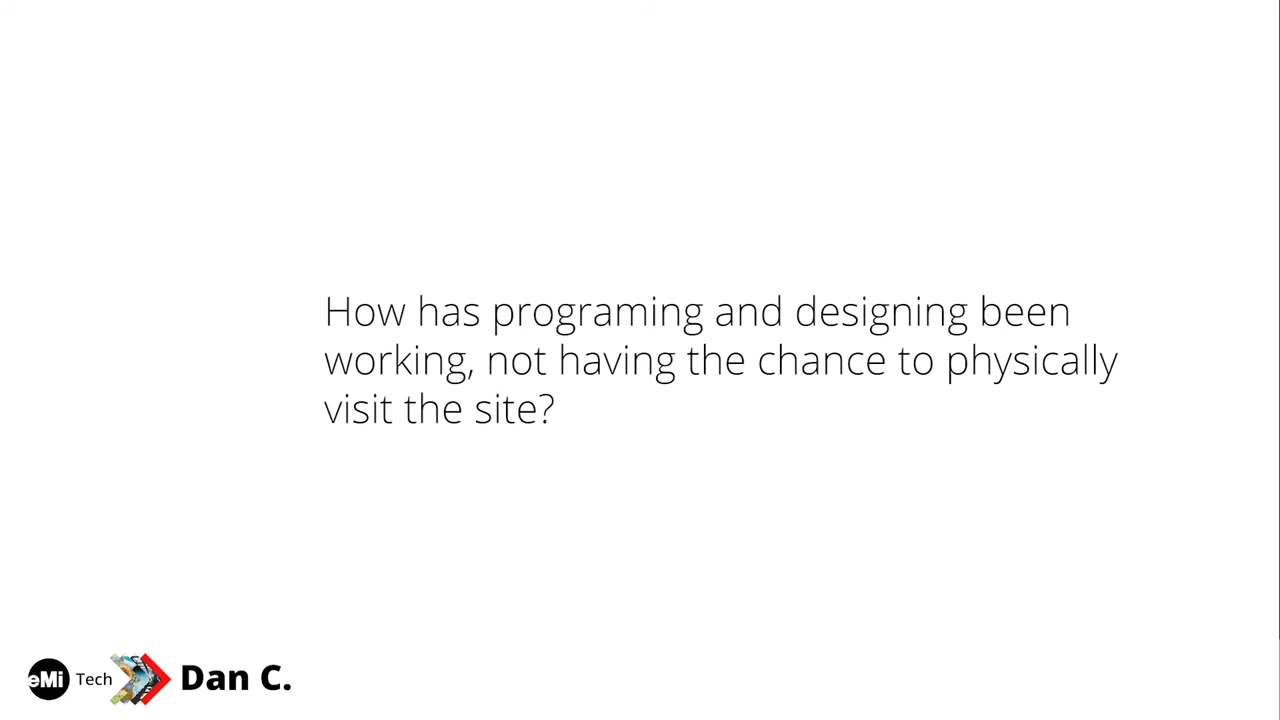 How has programing and designing been
working, not having the chance to physically
visit the site?
eMi Tech Dan C.